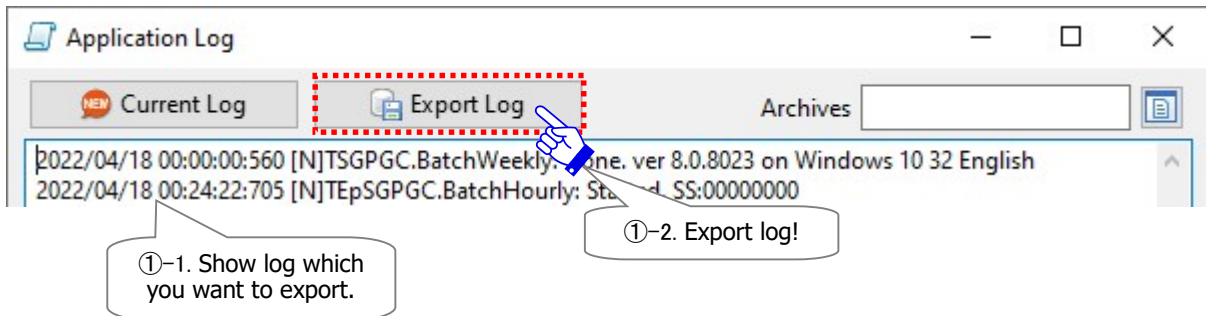 Application Log
NEW Current Log Export Log Archives
2022/04/18 00:00:00:560 [N]TSGPGC.BatchWeekly: one. ver 8.0.8023 on Windows 10 32 English
2022/04/18 00:24:22:705 [N]TEpSGPGC.BatchHourly: SS:00000000
①-2. Export log!
①-1. Show log which
you want to export.